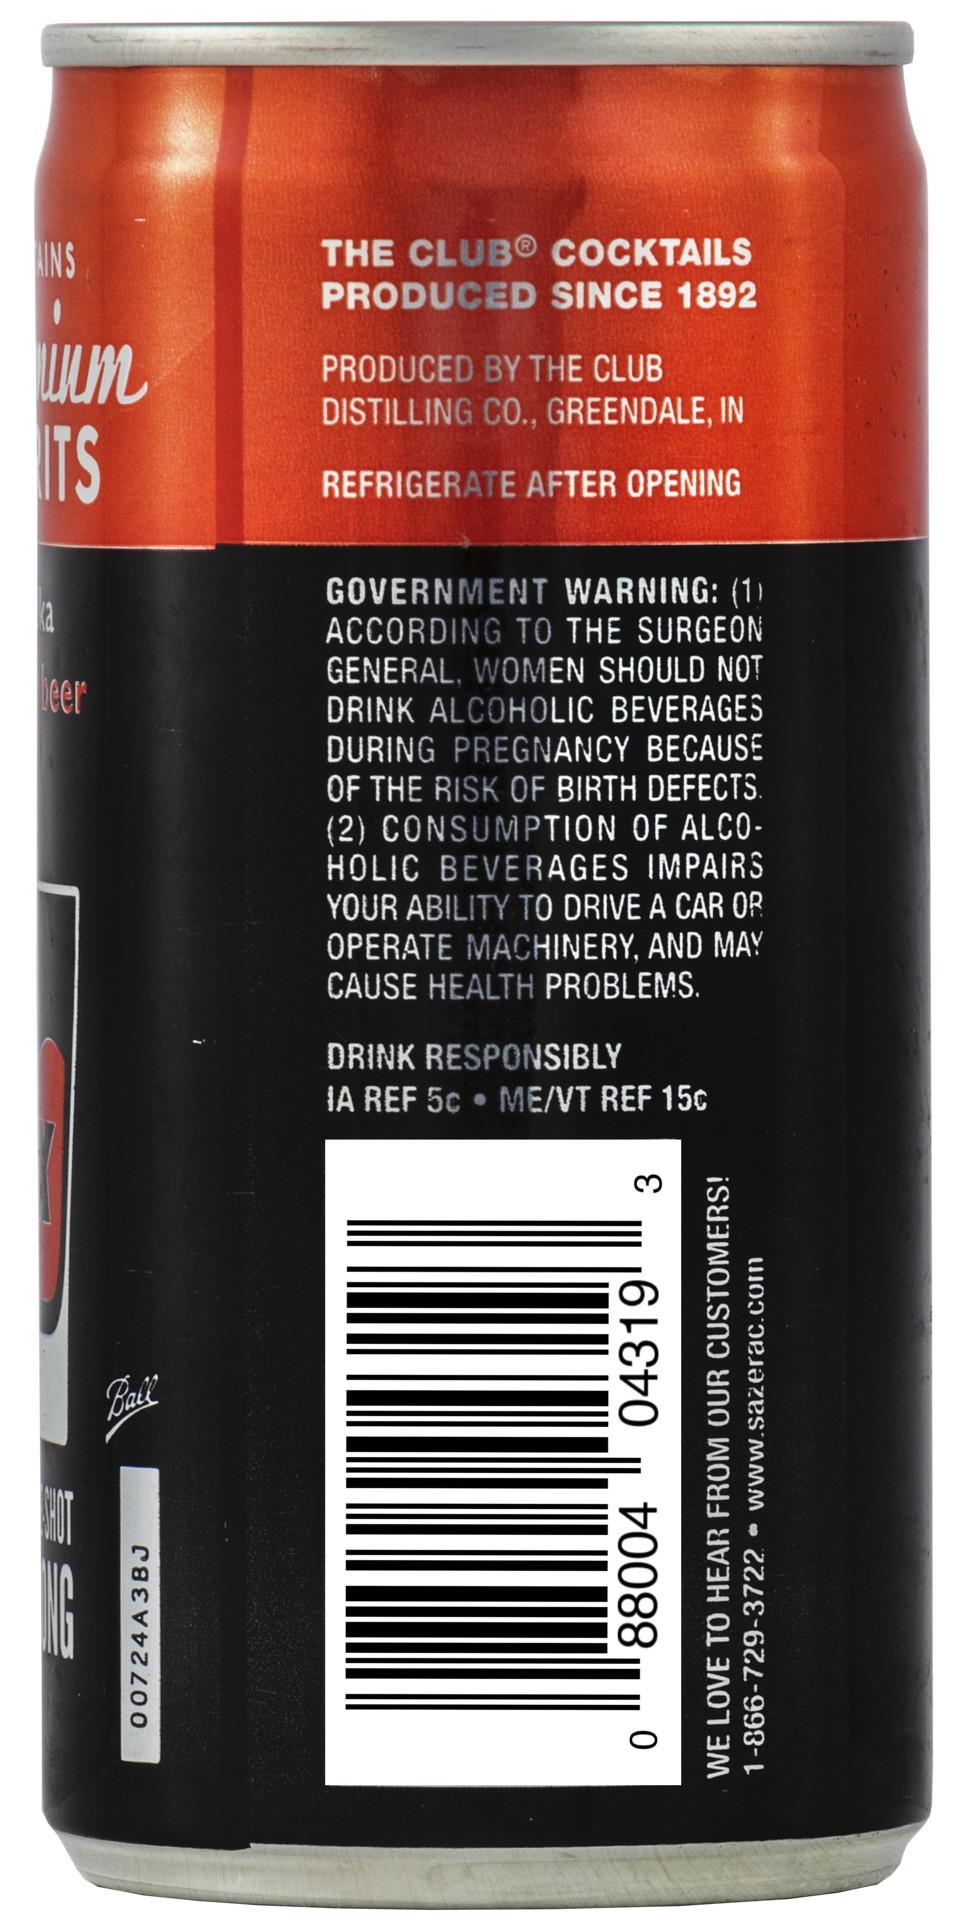 THE CLUB® COCKTAILS
PRODUCED SINCE 1892
PRODUCED BY THE CLUB
DISTILLING CO., GREENDALE, IN
REFRIGERATE AFTER OPENING
GOVERNMENT WARNING: (1)
ACCORDING TO THE SURGEON
GENERAL, WOMEN SHOULD NOT
DRINK ALCOHOLIC BEVERAGES
DURING PREGNANCY BECAUSE
OF THE RISK OF BIRTH DEFECTS.
(2) CONSUMPTION OF ALCO-
HOLIC BEVERAGES IMPAIRS
YOUR ABILITY TO DRIVE A CAR OR
OPERATE MACHINERY, AND MAY
CAUSE HEALTH PROBLEMS.
DRINK RESPONSIBLY
IA REF 5¢ • ME/VT REF 15¢
0 88004 04319 3
WE LOVE TO HEAR FROM OUR CUSTOMERS!
1-866-729-3722 • www.sazerac.com
beer
SHOT
Ball
00724A3BJ